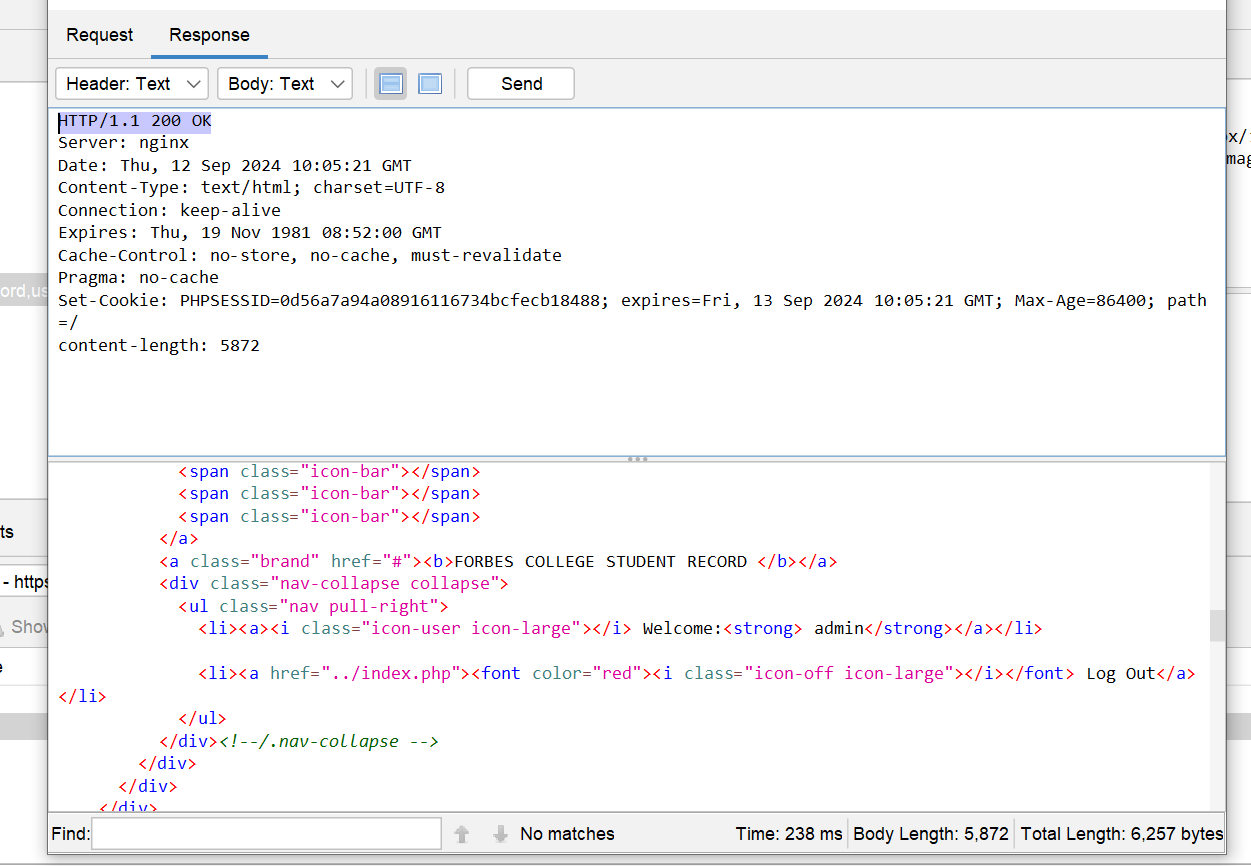 Request Response
Header: Text Body: Text Send
HTTP/1.1 200 OK
Server: nginx
Date: Thu, 12 Sep 2024 10:05:21 GMT
Content-Type: text/html; charset=UTF-8
Connection: keep-alive
Expires: Thu, 19 Nov 1981 08:52:00 GMT
Cache-Control: no-store, no-cache, must-revalidate
Pragma: no-cache
Set-Cookie: PHPSESSID=0d56a7a94a08916116734bcfecb18488; expires=Fri, 13 Sep 2024 10:05:21 GMT; Max-Age=86400; path
=/
content-length: 5872
<span class="icon-bar"></span>
<span class="icon-bar"></span>
<span class="icon-bar"></span>
</a>
<a class="brand" href="#"><b>FORBES COLLEGE STUDENT RECORD </b></a>
<div class="nav-collapse collapse">
<ul class="nav pull-right">
<li><a><i class="icon-user icon-large"></i> Welcome:<strong> admin</strong></a></li>
<li><a href="../index.php"><font color="red"><i class="icon-off icon-large"></i></font> Log Out</a>
</li>
</ul>
</div><!--/.nav-collapse -->
</div>
</div>
</div>
Find: No matches Time: 238 ms Body Length: 5,872 Total Length: 6,257 bytes
ord,us
ts
- https
Show
x/
mag